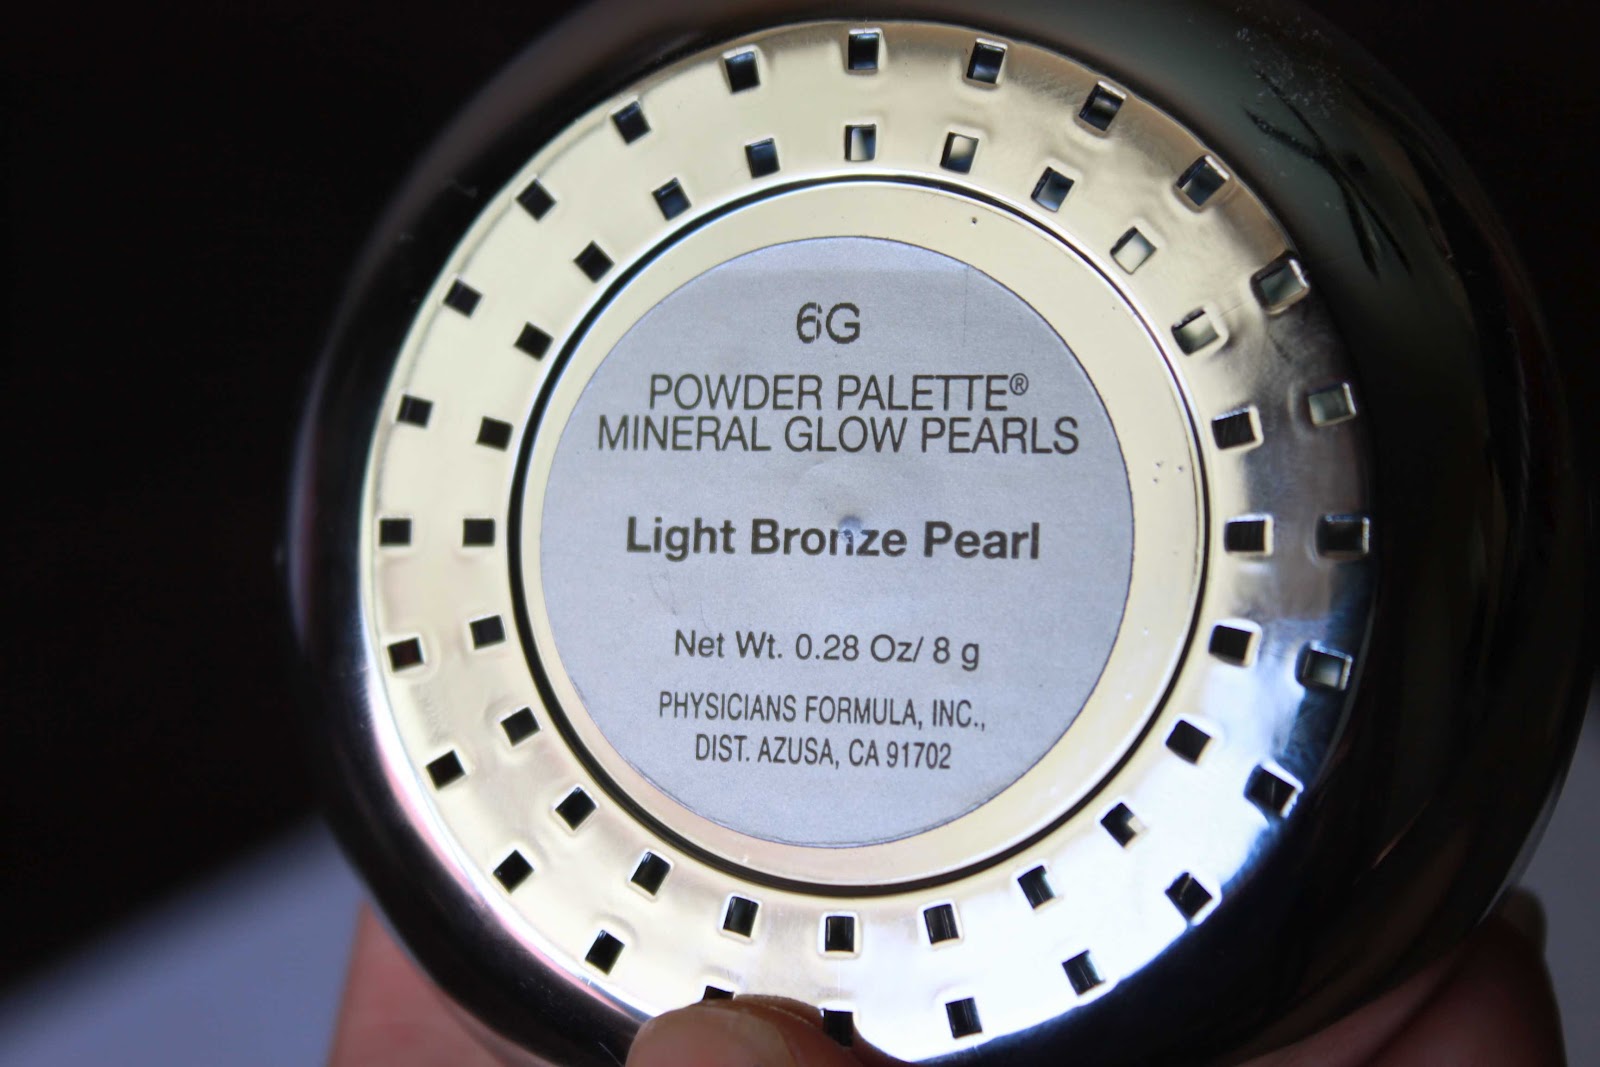 6G
POWDER PALETTE®
MINERAL GLOW PEARLS
Light Bronze Pearl
Net Wt. 0.28 Oz/ 8 g
PHYSICIANS FORMULA, INC.,
DIST. AZUSA, CA 91702